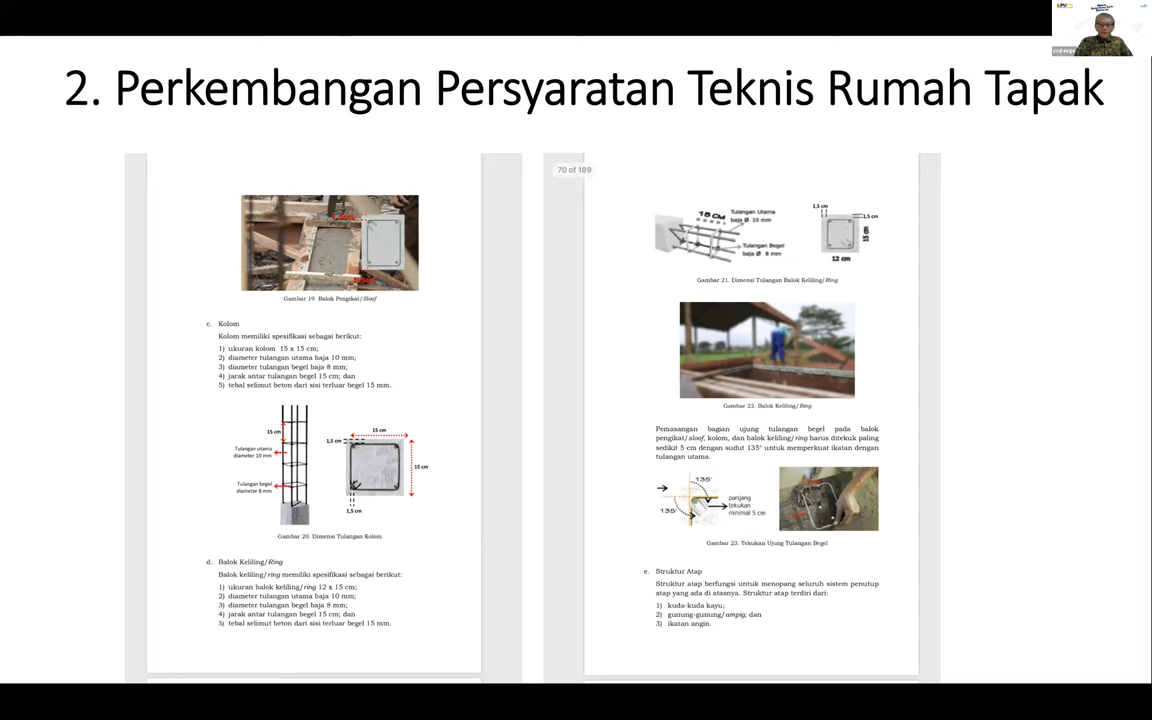 2. Perkembangan Persyaratan Teknis Rumah Tapak
Gambar 19. Balok Pengikat/Sloof
c. Kolom
Kolom memiliki spesifikasi sebagai berikut:
1) ukuran kolom 15 x 15 cm;
2) diameter tulangan utama baja 10 mm;
3) diameter tulangan begel baja 8 mm;
4) jarak antar tulangan begel 15 cm; dan
5) tebal selimut beton dari sisi terluar begel 15 mm.
15 cm
Tulangan utama
diameter 10 mm
Tulangan begel
diameter 8 mm
15 cm
1,5 cm
15 cm
1,5 cm
Gambar 20. Dimensi Tulangan Kolom
d. Balok Keliling/Ring
Balok keliling/ring memiliki spesifikasi sebagai berikut:
1) ukuran balok keliling/ring 12 x 15 cm;
2) diameter tulangan utama baja 10 mm;
3) diameter tulangan begel baja 8 mm;
4) jarak antar tulangan begel 15 cm; dan
5) tebal selimut beton dari sisi terluar begel 15 mm.
70 of 189
15 CM
Tulangan Utama
baja Ø 10 mm
Tulangan Begel
baja Ø 8 mm
1,5 cm
1,5 cm
15 cm
12 cm
Gambar 21. Dimensi Tulangan Balok Keliling/Ring
Gambar 22. Balok Keliling/Ring
Pemasangan bagian ujung tulangan begel pada balok
pengikat/sloof, kolom, dan balok keliling/ring harus ditekuk paling
sedikit 5 cm dengan sudut 135° untuk memperkuat ikatan dengan
tulangan utama.
135°
135°
panjang
tekukan
minimal 5 cm
Gambar 23. Tekukan Ujung Tulangan Begel
e. Struktur Atap
Struktur atap berfungsi untuk menopang seluruh sistem penutup
atap yang ada di atasnya. Struktur atap terdiri dari:
1) kuda-kuda kayu;
2) gunung-gunung/ampig; dan
3) ikatan angin.